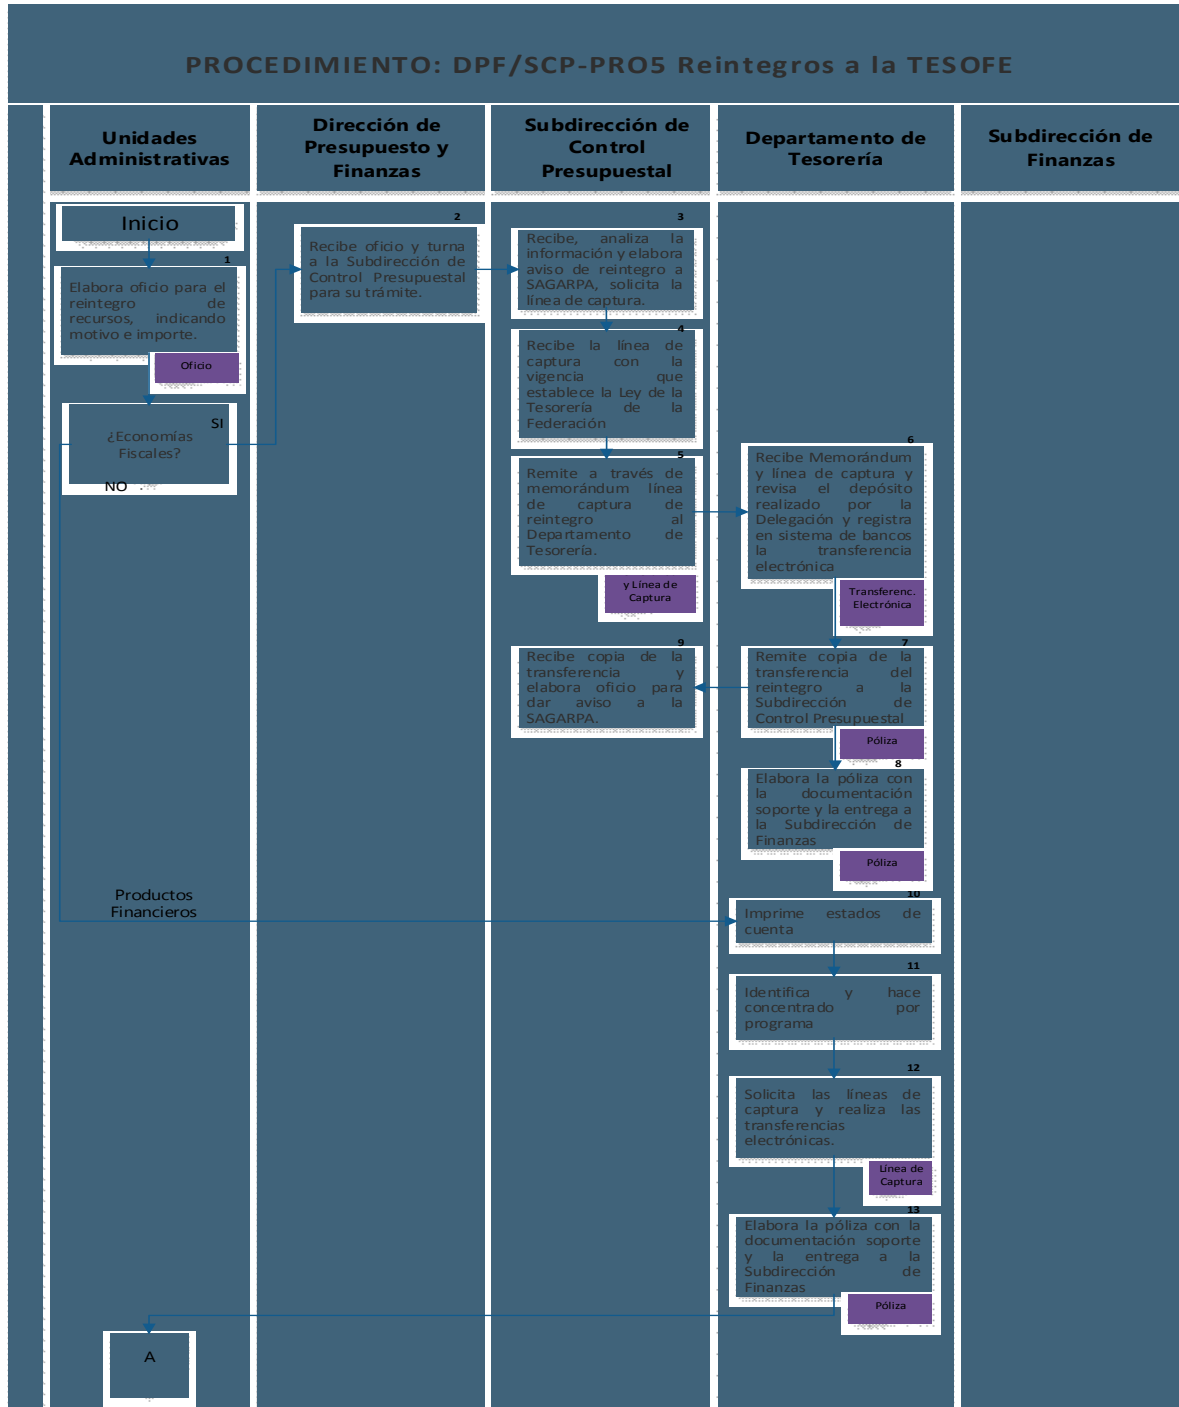 PROCEDIMIENTO: DPF/SCP-PRO5 Reintegros a la TESOFE
Unidades
Administrativas
Dirección de
Presupuesto y
Finanzas
Subdirección de
Control
Presupuestal
Departamento de
Tesorería
Subdirección de
Finanzas
Inicio
1
Elabora oficio para el
reintegro de
recursos, indicando
motivo e importe.
Oficio
¿Economías
Fiscales?
SI
NO
2
Recibe oficio y turna
a la Subdirección de
Control Presupuestal
para su trámite.
3
Recibe, analiza la
información y elabora
aviso de reintegro a
SAGARPA, solicita la
línea de captura.
4
Recibe la línea de
captura con la
vigencia que
establece la Ley de la
Tesorería de la
Federación
5
Remite a través de
memorándum línea
de captura de
reintegro al
Departamento de
Tesorería.
y Línea de
Captura
6
Recibe Memorándum
y línea de captura y
revisa el depósito
realizado por la
Delegación y registra
en sistema de bancos
la transferencia
electrónica
Transferenc.
Electrónica
7
Remite copia de la
transferencia del
reintegro a la
Subdirección de
Control Presupuestal
Póliza
8
Elabora la póliza con
la documentación
soporte y la entrega a
la Subdirección de
Finanzas
Póliza
9
Recibe copia de la
transferencia y
elabora oficio para
dar aviso a la
SAGARPA.
Productos
Financieros
10
Imprime estados de
cuenta
11
Identifica y hace
concentrado por
programa
12
Solicita las líneas de
captura y realiza las
transferencias
electrónicas.
Línea de
Captura
13
Elabora la póliza con la
documentación soporte
y la entrega a la
Subdirección de
Finanzas
Póliza
A